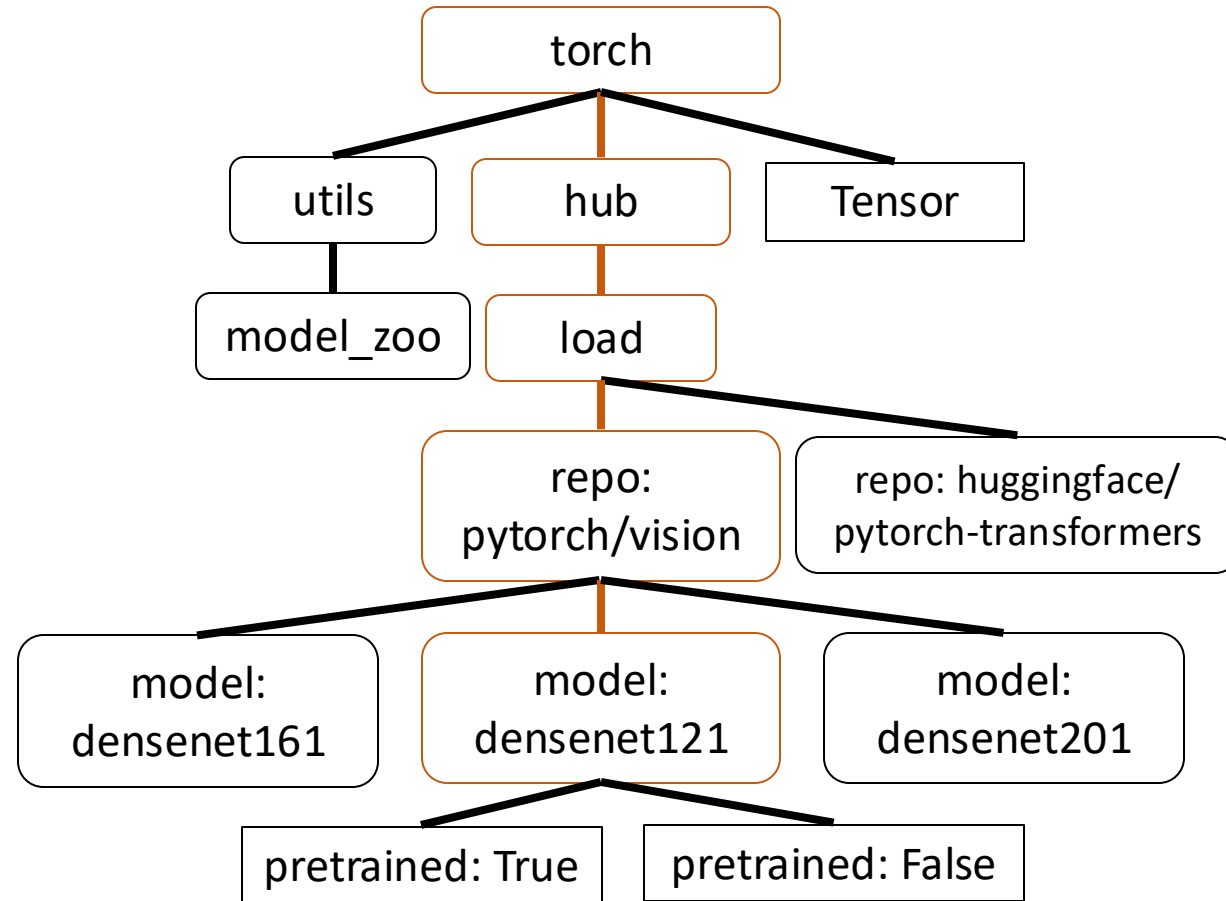 torch
utils
hub
Tensor
model_zoo
load
repo:
pytorch/vision
repo: huggingface/
pytorch-transformers
model:
densenet161
model:
densenet121
model:
densenet201
pretrained: True
pretrained: False